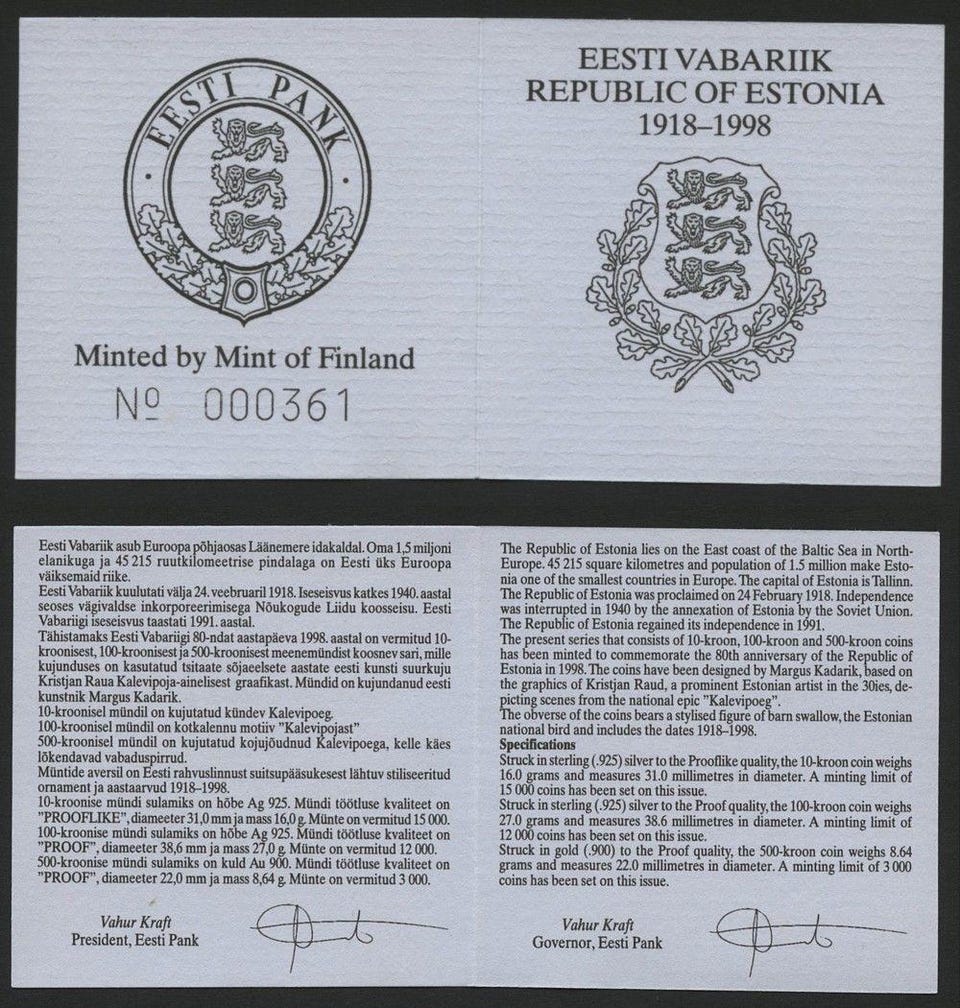 EESTI PANK
Minted by Mint of Finland
Nº 000361
EESTI VABARIIK
REPUBLIC OF ESTONIA
1918–1998
Eesti Vabariik asub Euroopa põhjaosas Läänemere idakaldal. Oma 1,5 miljoni
elanikuga ja 45 215 ruutkilomeetrise pindalaga on Eesti üks Euroopa
väiksemaid riike.
Eesti Vabariik kuulutati välja 24. veebruaril 1918. Iseseisvus katkes 1940. aastal
seoses vägivaldse inkorporeerimisega Nõukogude Liidu koosseisu. Eesti
Vabariigi iseseisvus taastati 1991. aastal.
Tähistamaks Eesti Vabariigi 80-ndat aastapäeva 1998. aastal on vermitud 10-
kroonisest, 100-kroonisest ja 500-kroonisest meenemündist koosnev sari, mille
kujunduses on kasutatud tsitaate sõjaeelsete aastate eesti kunsti suurkuju
Kristjan Raua Kalevipoja-ainelisest graafikast. Mündid on kujundanud eesti
kunstnik Margus Kadarik.
10-kroonisel mündil on kujutatud kündev Kalevipoeg.
100-kroonisel mündil on kotkalennu motiiv "Kalevipojast"
500-kroonisel mündil on kujutatud kojujõudnud Kalevipoega, kelle käes
lõkendavad vabaduspirrud.
Müntide aversil on Eesti rahvuslinnust suitsupääsukesest lähtuv stiliseeritud
ornament ja aastaarvud 1918–1998.
10-kroonise mündi sulamiks on hõbe Ag 925. Mündi töötluse kvaliteet on
"PROOFLIKE", diameeter 31,0 mm ja mass 16,0 g. Münte on vermitud 15 000.
100-kroonise mündi sulamiks on hõbe Ag 925. Mündi töötluse kvaliteet on
"PROOF", diameeter 38,6 mm ja mass 27,0 g. Münte on vermitud 12 000.
500-kroonise mündi sulamiks on kuld Au 900. Mündi töötluse kvaliteet on
"PROOF", diameeter 22,0 mm ja mass 8,64 g. Münte on vermitud 3 000.
Vahur Kraft
President, Eesti Pank
The Republic of Estonia lies on the East coast of the Baltic Sea in North-
Europe. 45 215 square kilometres and population of 1.5 million make Esto-
nia one of the smallest countries in Europe. The capital of Estonia is Tallinn.
The Republic of Estonia was proclaimed on 24 February 1918. Independence
was interrupted in 1940 by the annexation of Estonia by the Soviet Union.
The Republic of Estonia regained its independence in 1991.
The present series that consists of 10-kroon, 100-kroon and 500-kroon coins
has been minted to commemorate the 80th anniversary of the Republic of
Estonia in 1998. The coins have been designed by Margus Kadarik, based on
the graphics of Kristjan Raud, a prominent Estonian artist in the 30ies, de-
picting scenes from the national epic "Kalevipoeg".
The obverse of the coins bears a stylised figure of barn swallow, the Estonian
national bird and includes the dates 1918–1998.
Specifications
Struck in sterling (.925) silver to the Prooflike quality, the 10-kroon coin weighs
16.0 grams and measures 31.0 millimetres in diameter. A minting limit of
15 000 coins has been set on this issue.
Struck in sterling (.925) silver to the Proof quality, the 100-kroon coin weighs
27.0 grams and measures 38.6 millimetres in diameter. A minting limit of
12 000 coins has been set on this issue.
Struck in gold (.900) to the Proof quality, the 500-kroon coin weighs 8.64
grams and measures 22.0 millimetres in diameter. A minting limit of 3 000
coins has been set on this issue.
Vahur Kraft
Governor, Eesti Pank